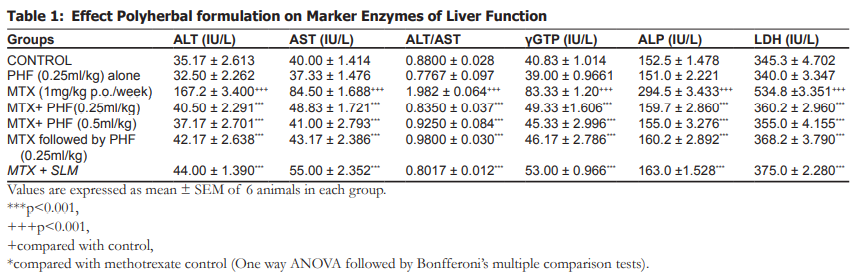 Table 1: Effect Polyherbal formulation on Marker Enzymes of Liver Function
Groups ALT (IU/L) AST (IU/L) ALT/AST γGTP (IU/L) ALP (IU/L) LDH (IU/L)
CONTROL 35.17 ± 2.613 40.00 ± 1.414 0.8800 ± 0.028 40.83 ± 1.014 152.5 ± 1.478 345.3 ± 4.702
PHF (0.25ml/kg) alone 32.50 ± 2.262 37.33 ± 1.476 0.7767 ± 0.097 39.00 ± 0.9661 151.0 ± 2.221 340.0 ± 3.347
MTX (1mg/kg p.o./week) 167.2 ± 3.400+++ 84.50 ± 1.688+++ 1.982 ± 0.064+++ 83.33 ± 1.20+++ 294.5 ± 3.433+++ 534.8 ±3.351+++
MTX+ PHF(0.25ml/kg) 40.50 ± 2.291*** 48.83 ± 1.721*** 0.8350 ± 0.037*** 49.33 ±1.606*** 159.7 ± 2.860*** 360.2 ± 2.960***
MTX+ PHF (0.5ml/kg) 37.17 ± 2.701*** 41.00 ± 2.793*** 0.9250 ± 0.084*** 45.33 ± 2.996*** 155.0 ± 3.276*** 355.0 ± 4.155***
MTX followed by PHF 42.17 ± 2.638*** 43.17 ± 2.386*** 0.9800 ± 0.030*** 46.17 ± 2.786*** 160.2 ± 2.892*** 368.2 ± 3.790***
(0.25ml/kg)
MTX + SLM 44.00 ± 1.390*** 55.00 ± 2.352*** 0.8017 ± 0.012*** 53.00 ± 0.966*** 163.0 ±1.528*** 375.0 ± 2.280***
Values are expressed as mean ± SEM of 6 animals in each group.
***p<0.001,
+++p<0.001,
+compared with control,
*compared with methotrexate control (One way ANOVA followed by Bonfferoni's multiple comparison tests).